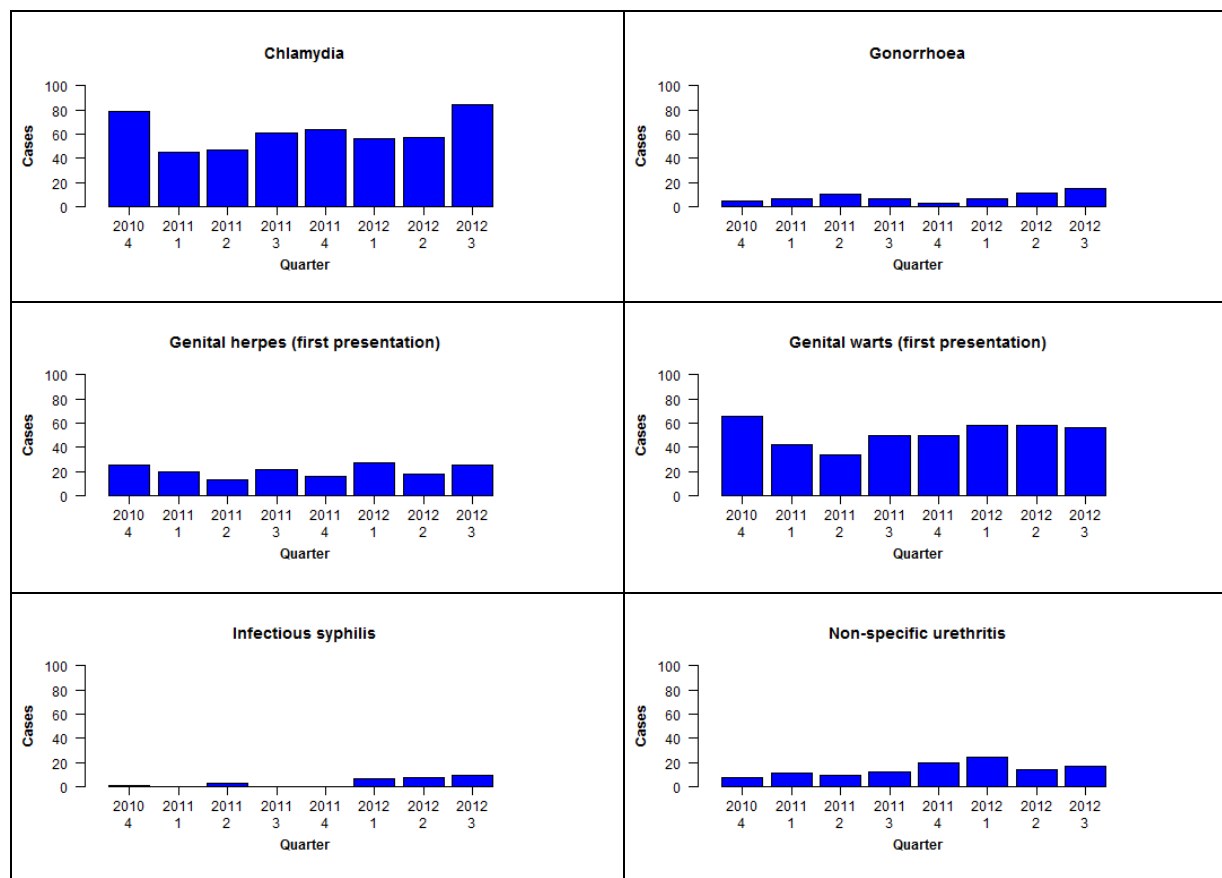 Chlamydia
100
80
60
40
20
0
Cases
2010 2011 2011 2011 2011 2012 2012 2012
4 1 2 3 4 1 2 3
Quarter
Gonorrhoea
100
80
60
40
20
0
Cases
2010 2011 2011 2011 2011 2012 2012 2012
4 1 2 3 4 1 2 3
Quarter
Genital herpes (first presentation)
100
80
60
40
20
0
Cases
2010 2011 2011 2011 2011 2012 2012 2012
4 1 2 3 4 1 2 3
Quarter
Genital warts (first presentation)
100
80
60
40
20
0
Cases
2010 2011 2011 2011 2011 2012 2012 2012
4 1 2 3 4 1 2 3
Quarter
Infectious syphilis
100
80
60
40
20
0
Cases
2010 2011 2011 2011 2011 2012 2012 2012
4 1 2 3 4 1 2 3
Quarter
Non-specific urethritis
100
80
60
40
20
0
Cases
2010 2011 2011 2011 2011 2012 2012 2012
4 1 2 3 4 1 2 3
Quarter